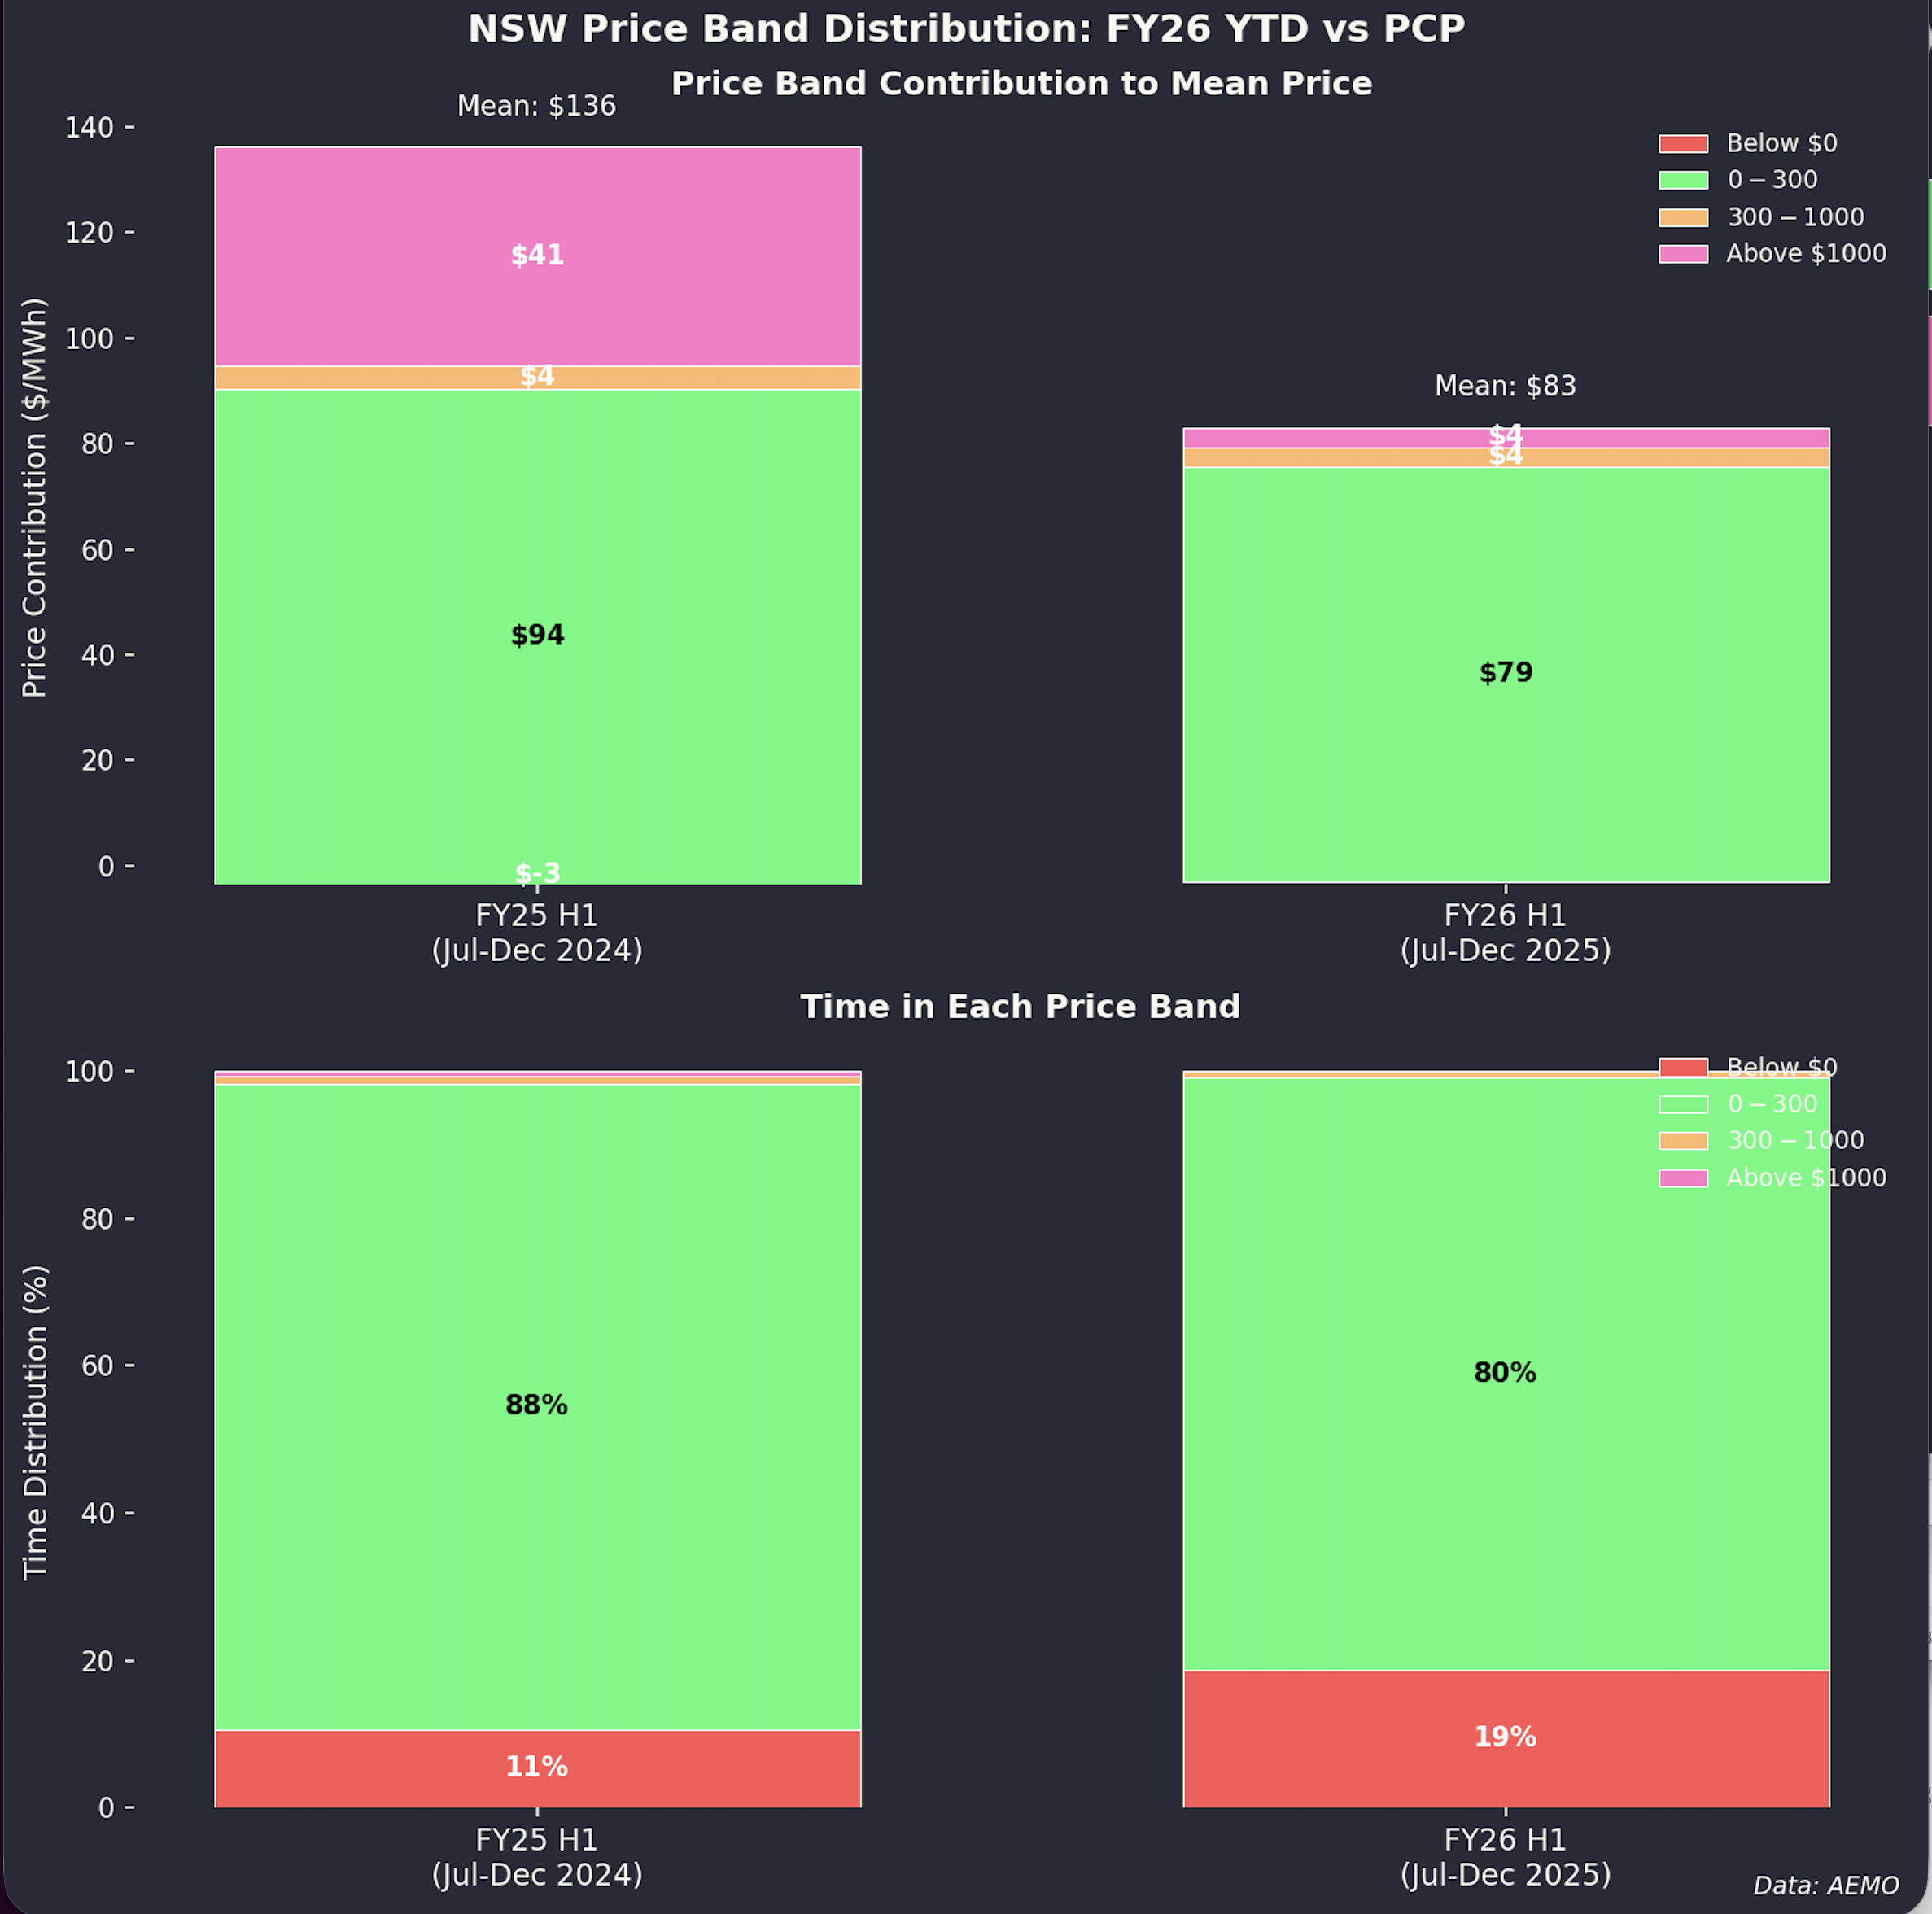 NSW Price Band Distribution: FY26 YTD vs PCP
Price Band Contribution to Mean Price
Mean: $136
140
120
100
80
60
40
20
0
Price Contribution ($/MWh)
Below $0
0 − 300
300 − 1000
Above $1000
$41
$4
$94
$-3
Mean: $83
$4
$4
$79
FY25 H1
(Jul-Dec 2024)
FY26 H1
(Jul-Dec 2025)
Time in Each Price Band
100
80
60
40
20
0
Time Distribution (%)
Below $0
0 − 300
300 − 1000
Above $1000
88%
11%
80%
19%
FY25 H1
(Jul-Dec 2024)
FY26 H1
(Jul-Dec 2025)
Data: AEMO